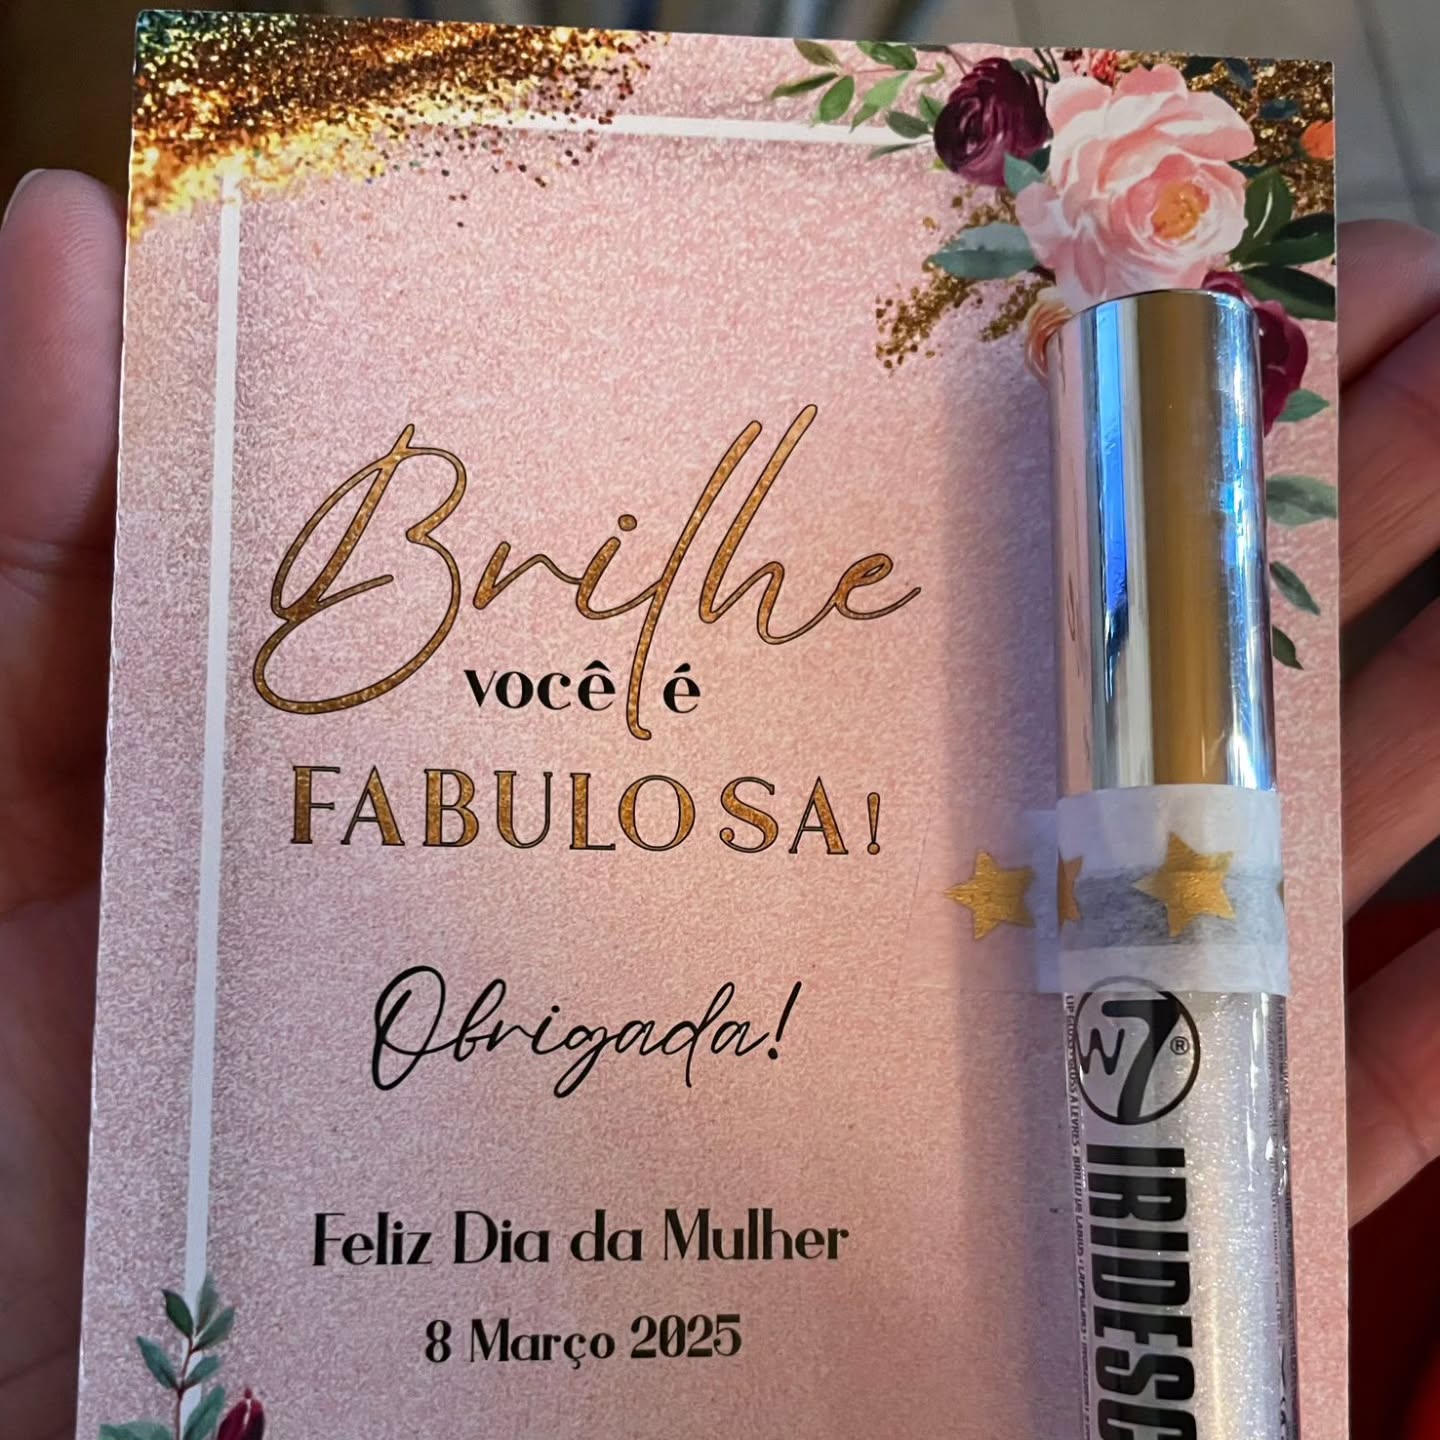 Brilhe
você é
FABULOSA!
Obrigada!
Feliz Dia da Mulher
8 Março 2025
W7®
IRIDESC